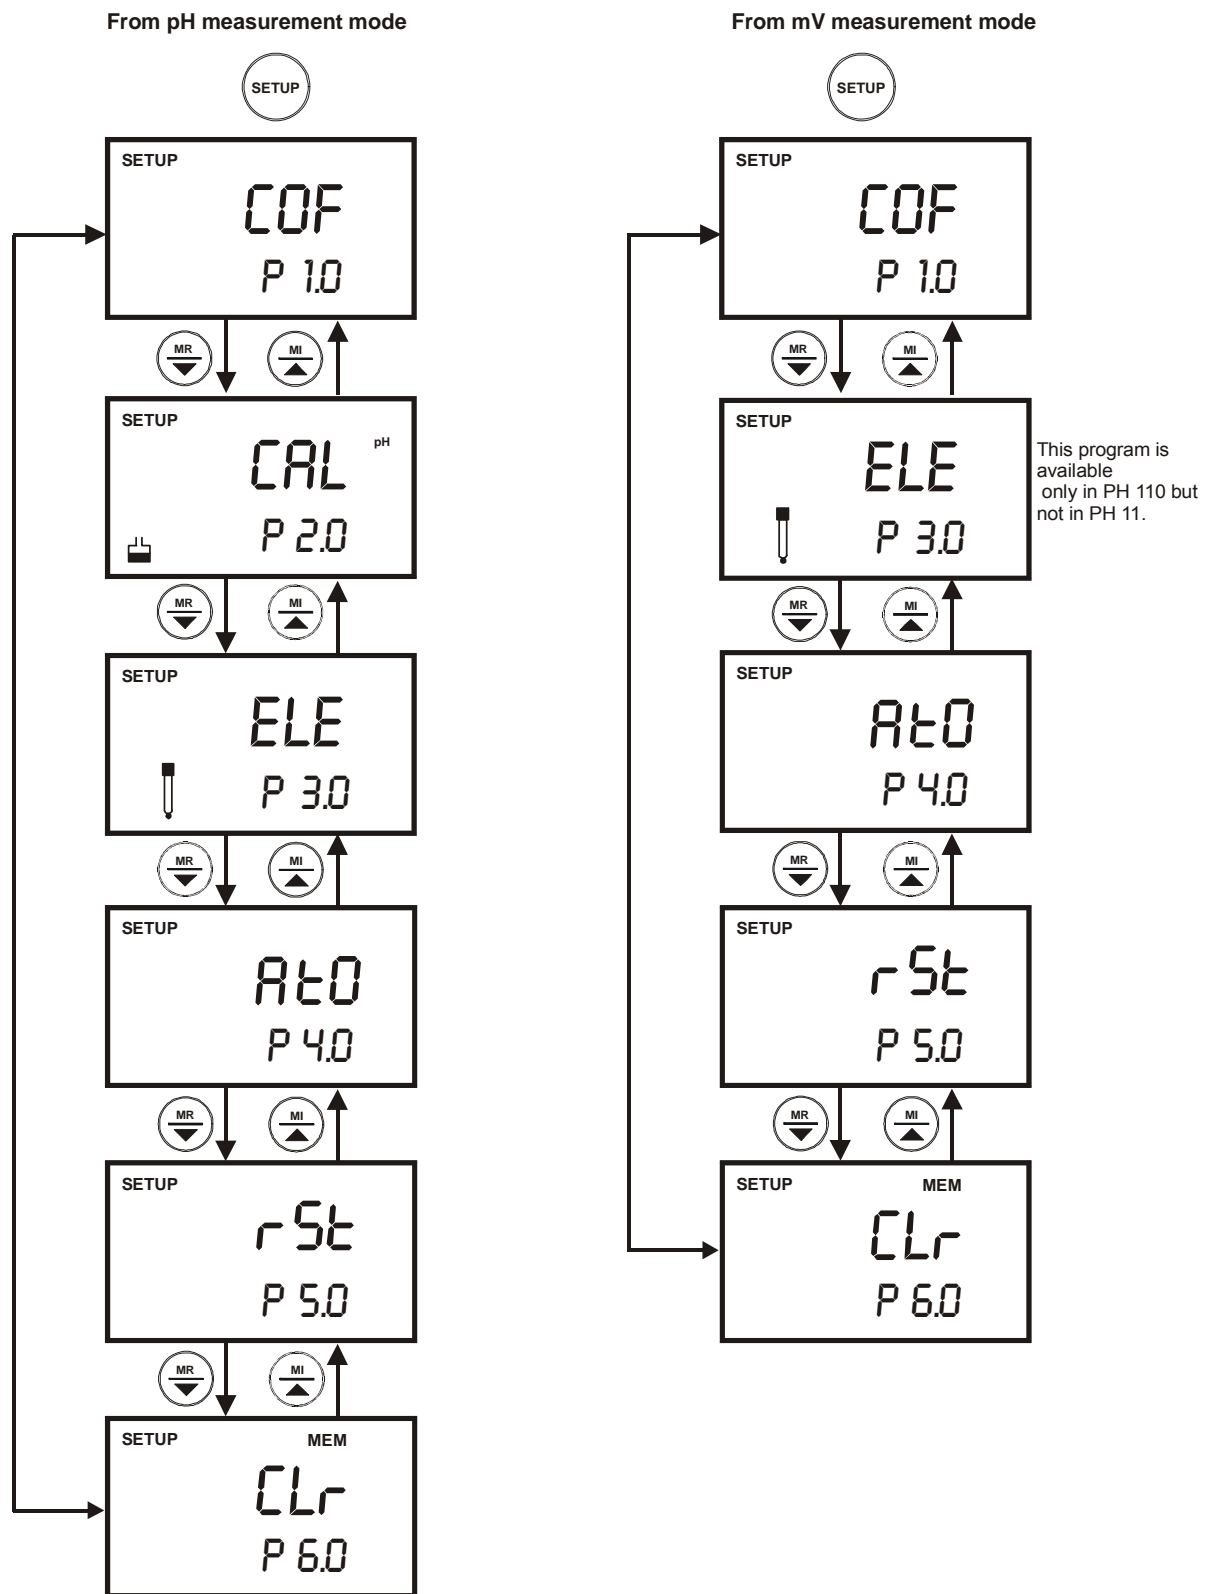 From pH measurement mode
SETUP
SETUP
COF
P 1.0
MR
MI
SETUP
pH
CAL
P 2.0
MR
MI
SETUP
ELE
P 3.0
MR
MI
SETUP
AtO
P 4.0
MR
MI
SETUP
rSt
P 5.0
MR
MI
SETUP
MEM
CLr
P 6.0
From mV measurement mode
SETUP
SETUP
COF
P 1.0
MR
MI
SETUP
ELE
P 3.0
This program is
available
only in PH 110 but
not in PH 11.
MR
MI
SETUP
AtO
P 4.0
MR
MI
SETUP
rSt
P 5.0
MR
MI
SETUP
MEM
CLr
P 6.0